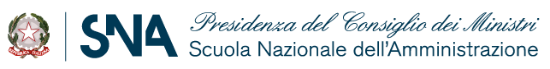 SNA
Presidenza del Consiglio dei Ministri
Scuola Nazionale dell'Amministrazione